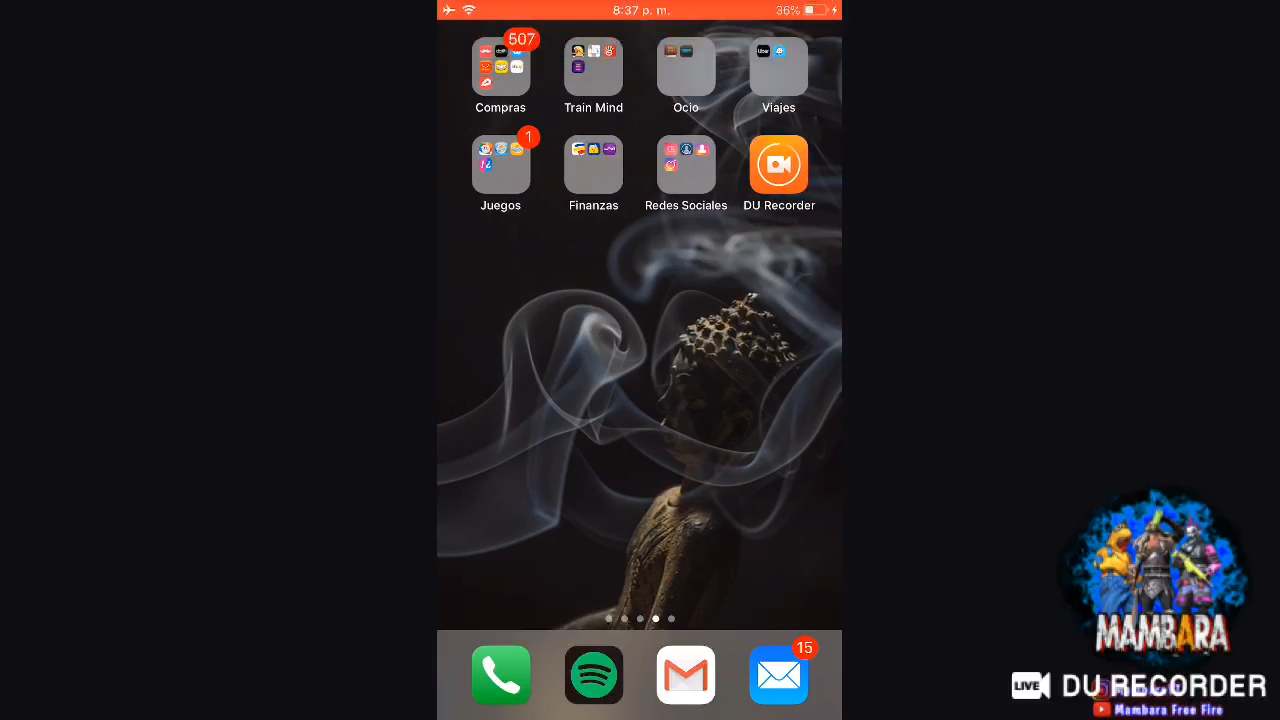 8:37 p. m.
36%
507
Compras
Train Mind
Ocio
Viajes
1
Juegos
Finanzas
Redes Sociales
DU Recorder
15
MAMBARA
LIVE DU RECORDER
Mambara Free Fire